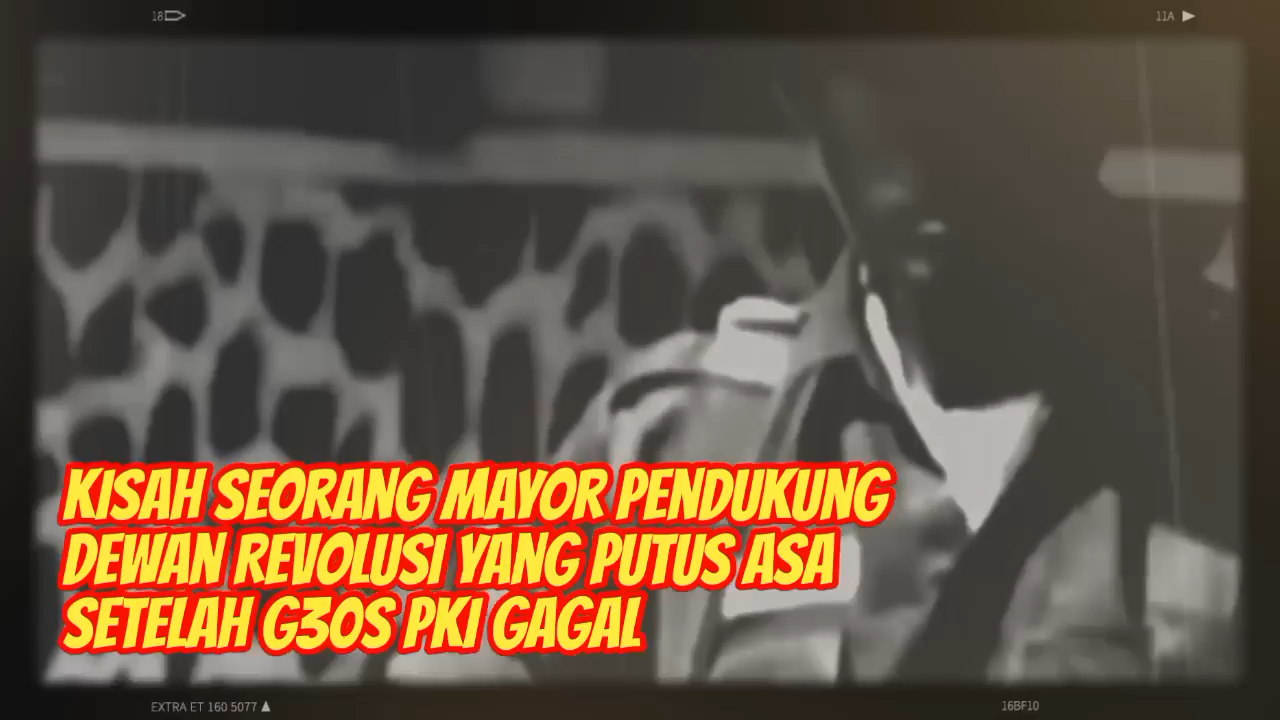 18
11A
KISAH SEORANG MAYOR PENDUKUNG
DEWAN REVOLUSI YANG PUTUS ASA
SETELAH G30S PKI GAGAL
EXTRA ET 160 5077
16BF10